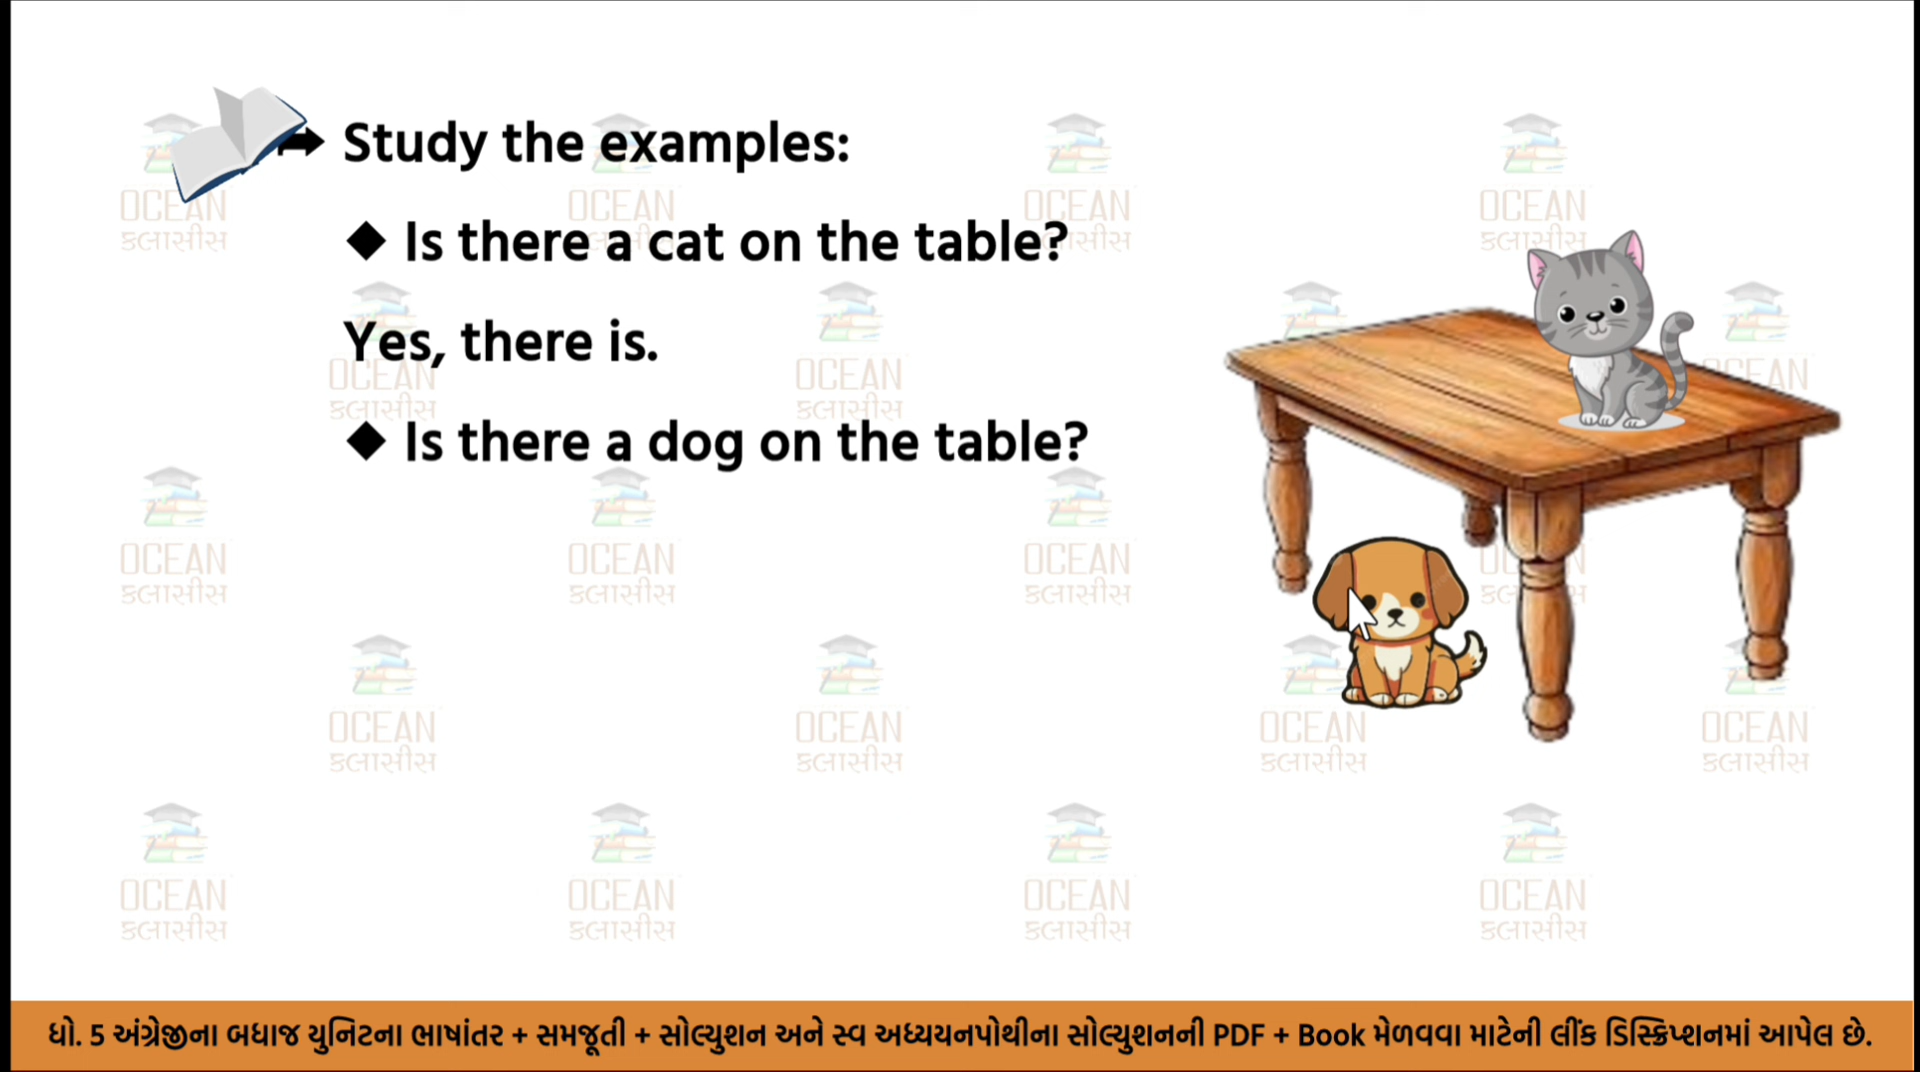 Study the examples:
◆ Is there a cat on the table?
Yes, there is.
◆ Is there a dog on the table?
OCEAN
ક્લાસીસ
ધો. 5 અંગ્રેજીના બધાજ યુનિટના ભાષાંતર + સમજૂતી + સોલ્યુશન અને સ્વ અધ્યયનપોથીના સોલ્યુશનની PDF + Book મેળવવા માટેની લીંક ડિસ્ક્રિપ્શનમાં આપેલ છે.